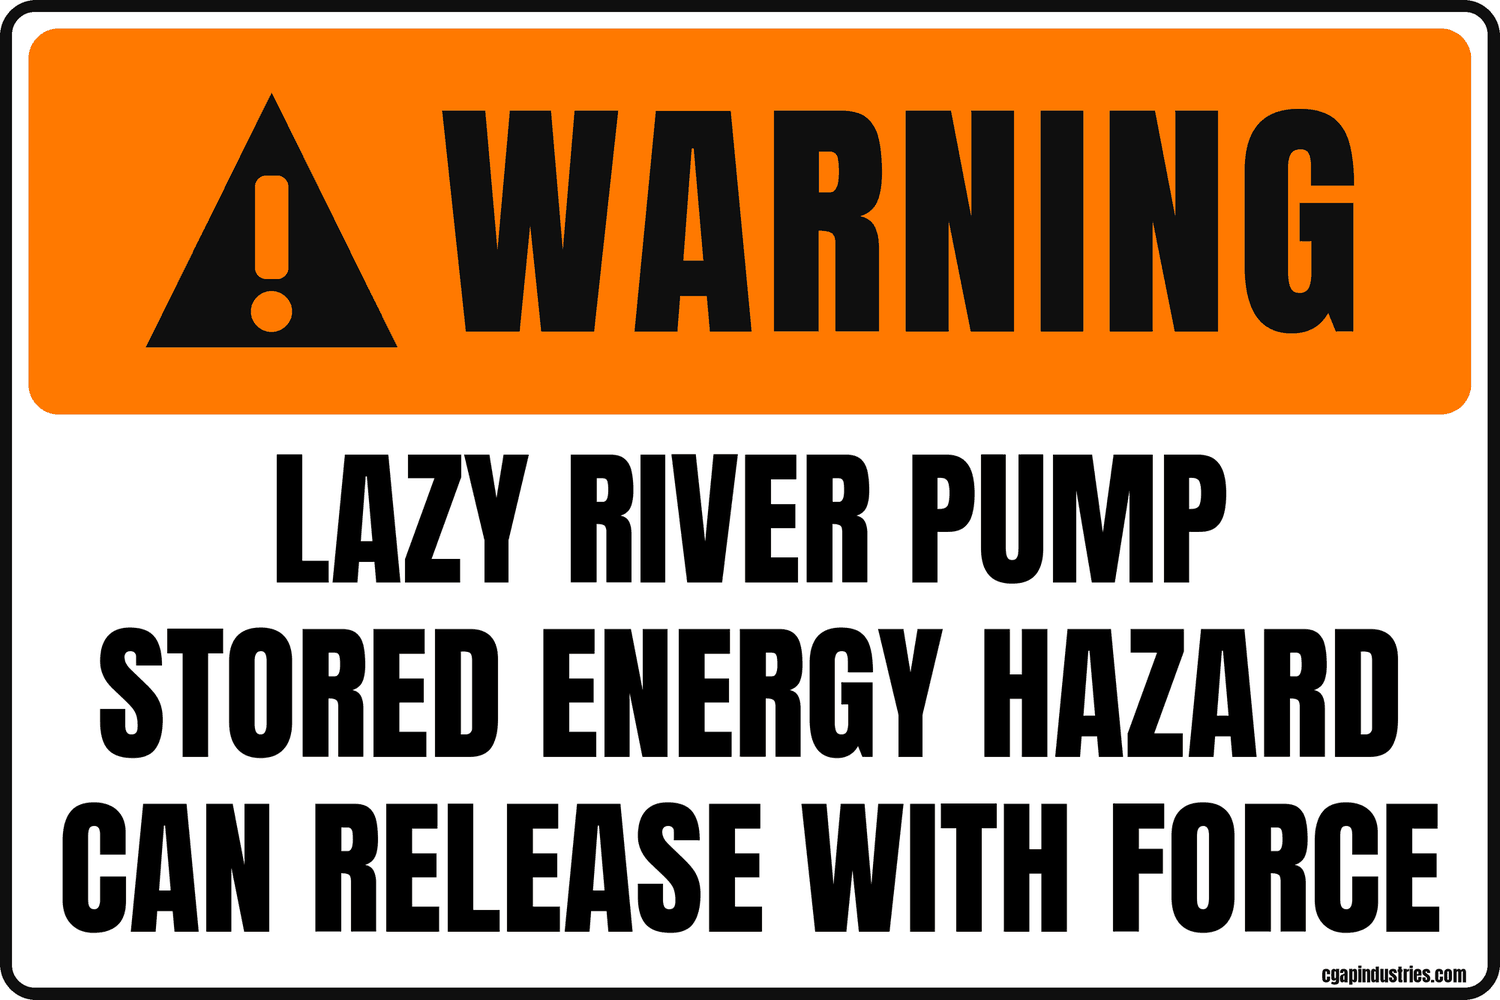 WARNING
LAZY RIVER PUMP
STORED ENERGY HAZARD
CAN RELEASE WITH FORCE
cgapindustries.com